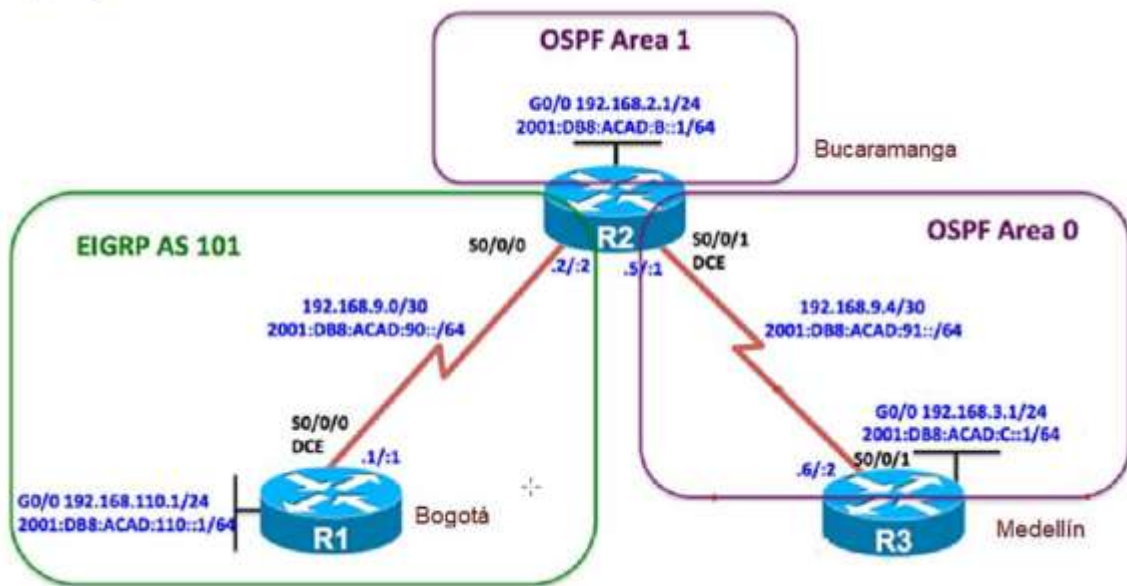 OSPF Area 1
G0/0 192.168.2.1/24
2001:DB8:ACAD:B::1/64
Bucaramanga
EIGRP AS 101
S0/0/0
R2
S0/0/1
DCE
OSPF Area 0
.2/:2
.5/:1
192.168.9.0/30
2001:DB8:ACAD:90::/64
192.168.9.4/30
2001:DB8:ACAD:91::/64
S0/0/0
DCE
.1/:1
G0/0 192.168.3.1/24
2001:DB8:ACAD:C::1/64
.6/:2
S0/0/1
G0/0 192.168.110.1/24
2001:DB8:ACAD:110::1/64
R1
Bogotá
R3
Medellín